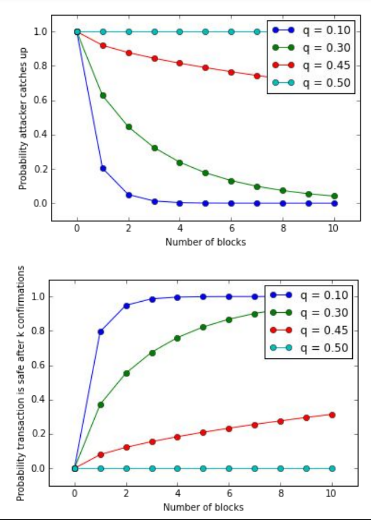 Probability attacker catches up
1.0
0.8
0.6
0.4
0.2
0.0
q = 0.10
q = 0.30
q = 0.45
q = 0.50
0 2 4 6 8 10
Number of blocks
Probability transaction is safe after k confirmations
1.0
0.8
0.6
0.4
0.2
0.0
q = 0.10
q = 0.30
q = 0.45
q = 0.50
0 2 4 6 8 10
Number of blocks